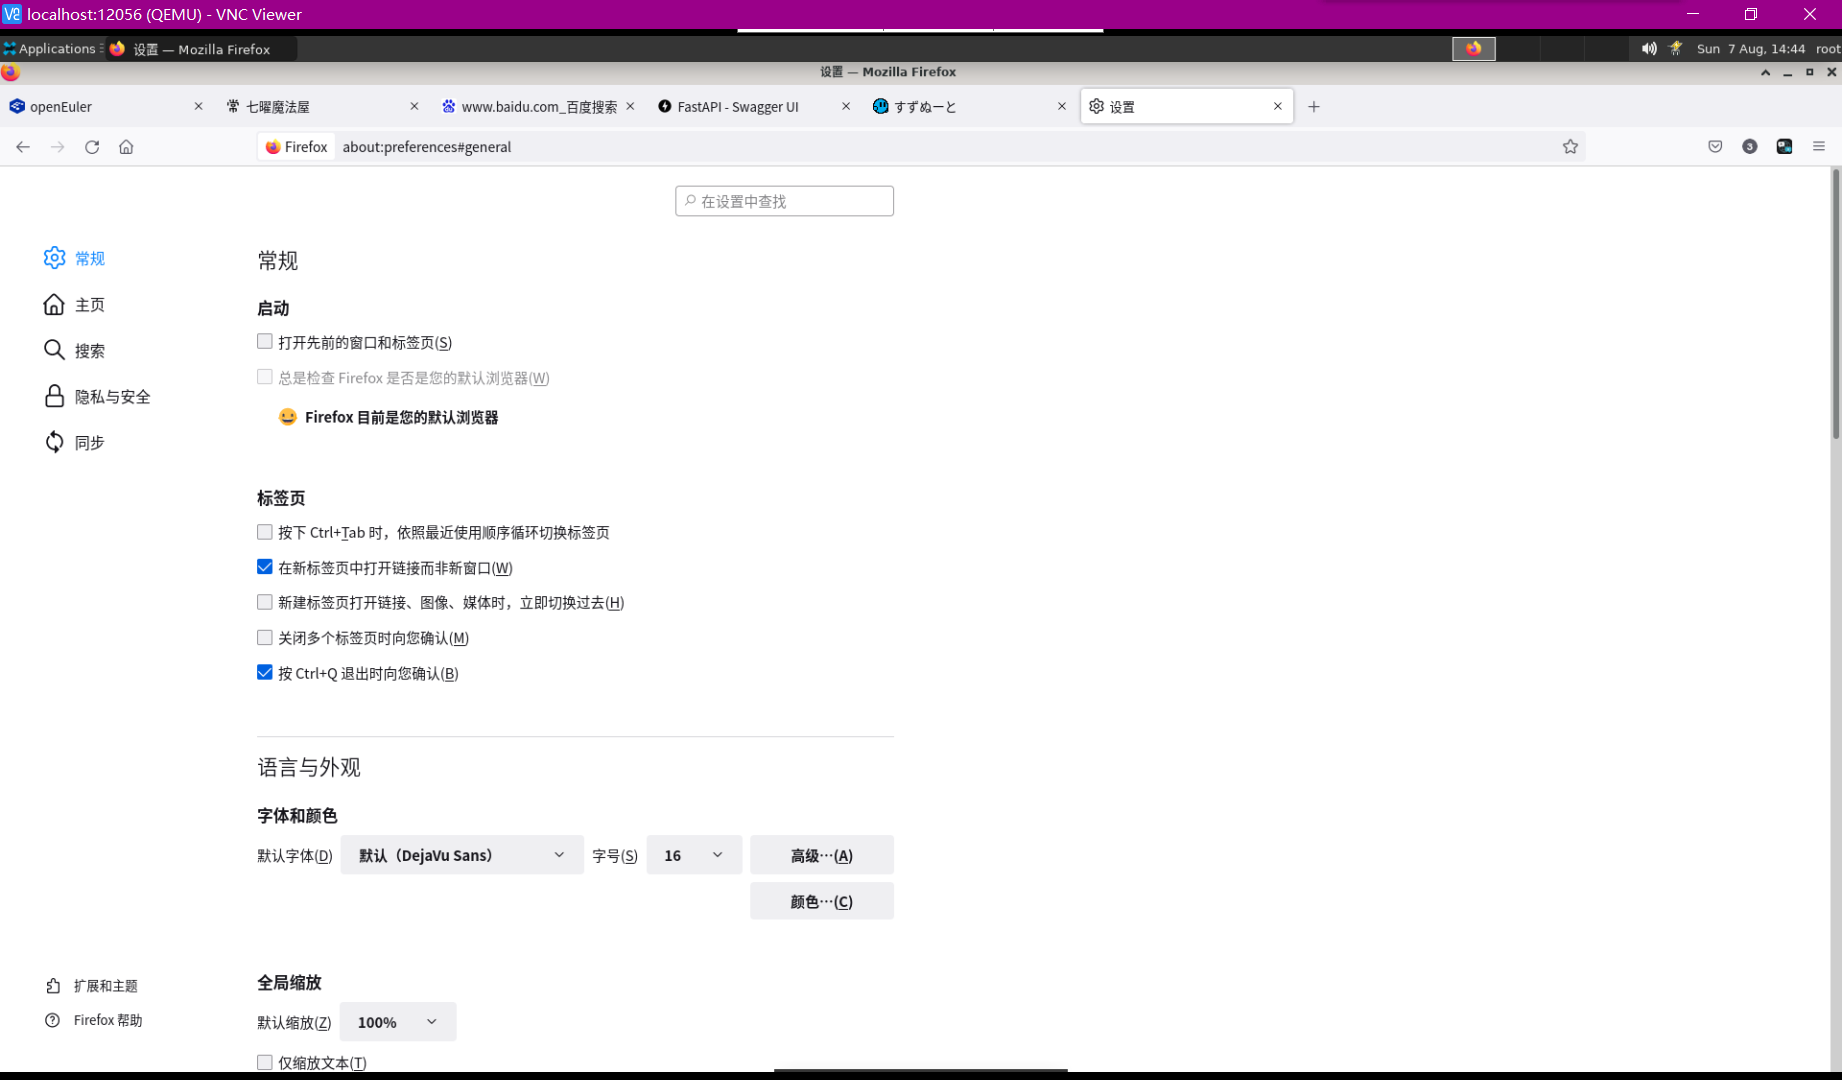 localhost:12056 (QEMU) - VNC Viewer
Applications 设置 — Mozilla Firefox Sun 7 Aug, 14:44 root
设置 — Mozilla Firefox
openEuler 七曜魔法屋 www.baidu.com_百度搜索 FastAPI - Swagger UI すずぬーと 设置
Firefox about:preferences#general 3
在设置中查找
常规
主页
搜索
隐私与安全
同步
常规
启动
打开先前的窗口和标签页(S)
总是检查 Firefox 是否是您的默认浏览器(W)
Firefox 目前是您的默认浏览器
标签页
按下 Ctrl+Tab 时，依照最近使用顺序循环切换标签页
在新标签页中打开链接而非新窗口(W)
新建标签页打开链接、图像、媒体时，立即切换过去(H)
关闭多个标签页时向您确认(M)
按 Ctrl+Q 退出时向您确认(B)
语言与外观
字体和颜色
默认字体(D) 默认（DejaVu Sans） 字号(S) 16 高级…(A)
颜色…(C)
全局缩放
默认缩放(Z) 100%
仅缩放文本(T)
扩展和主题
Firefox 帮助